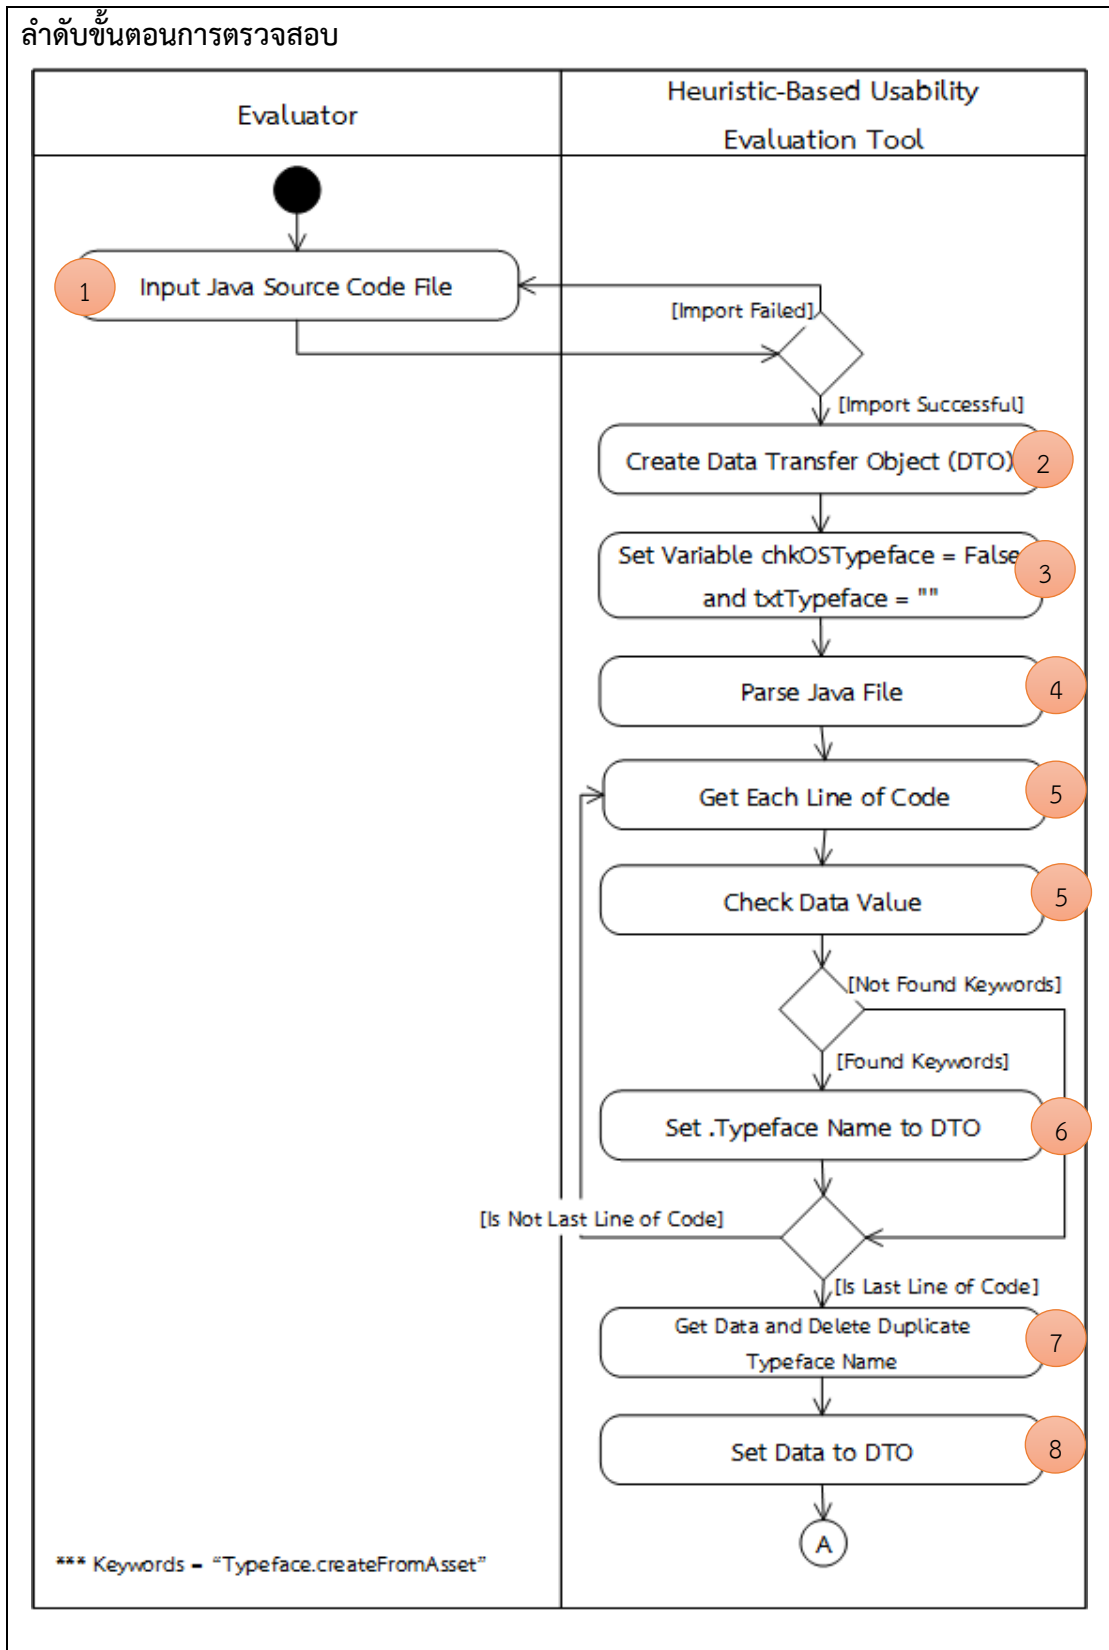 ลำดับขั้นตอนการตรวจสอบ
Evaluator
Heuristic-Based Usability
Evaluation Tool
1
Input Java Source Code File
[Import Failed]
[Import Successful]
Create Data Transfer Object (DTO)
2
Set Variable chkOSTypeface = False
and txtTypeface = ""
3
Parse Java File
4
Get Each Line of Code
5
Check Data Value
5
[Not Found Keywords]
[Found Keywords]
Set .Typeface Name to DTO
6
[Is Not Last Line of Code]
[Is Last Line of Code]
Get Data and Delete Duplicate
Typeface Name
7
Set Data to DTO
8
A
*** Keywords = “Typeface.createFromAsset”